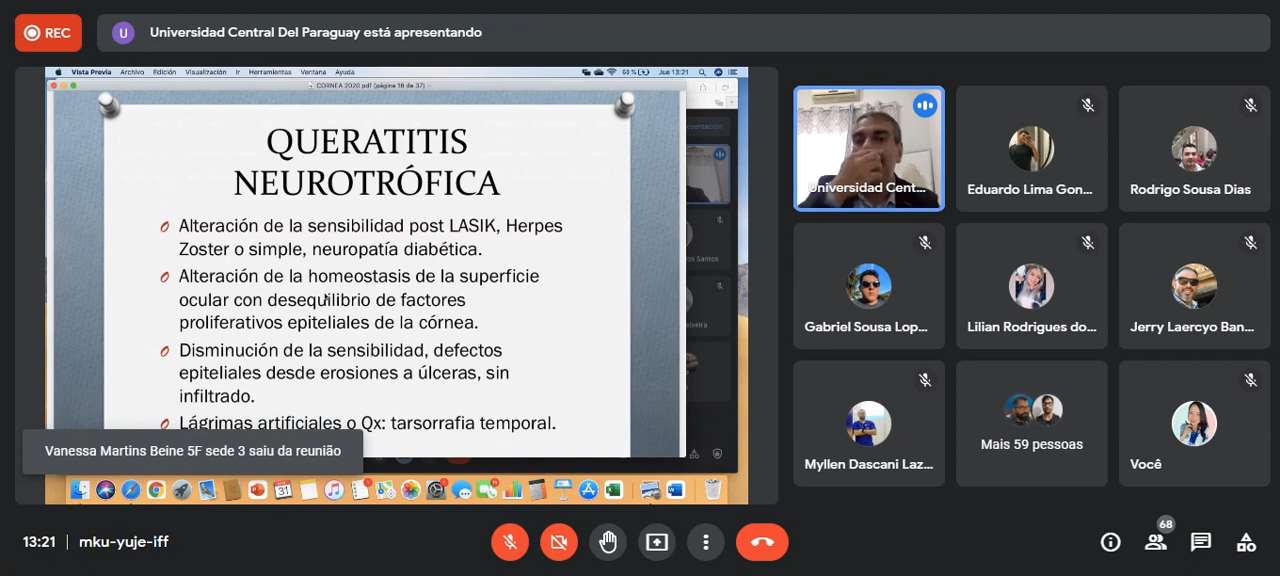 REC
U
Universidad Central Del Paraguay está apresentando
Vista Previa Archivo Edición Visualización Ir Herramientas Ventana Ayuda
Jue 13:21
CORNEA 2020 pdf (página 18 de 37)
QUERATITIS
NEUROTRÓFICA
Alteración de la sensibilidad post LASIK, Herpes
Zoster o simple, neuropatía diabética.
Alteración de la homeostasis de la superficie
ocular con desequilibrio de factores
proliferativos epiteliales de la córnea.
Disminución de la sensibilidad, defectos
epiteliales desde erosiones a úlceras, sin
infiltrado.
Lágrimas artificiales o Qx: tarsorrafia temporal.
Vanessa Martins Beine 5F sede 3 saiu da reunião
Universidad Cent...
Eduardo Lima Gon...
Rodrigo Sousa Dias
Gabriel Sousa Lop...
Lilian Rodrigues do...
Jerry Laercyo Ban...
Myllen Dascani Laz...
Mais 59 pessoas
Você
13:21 | mku-yuje-iff
68